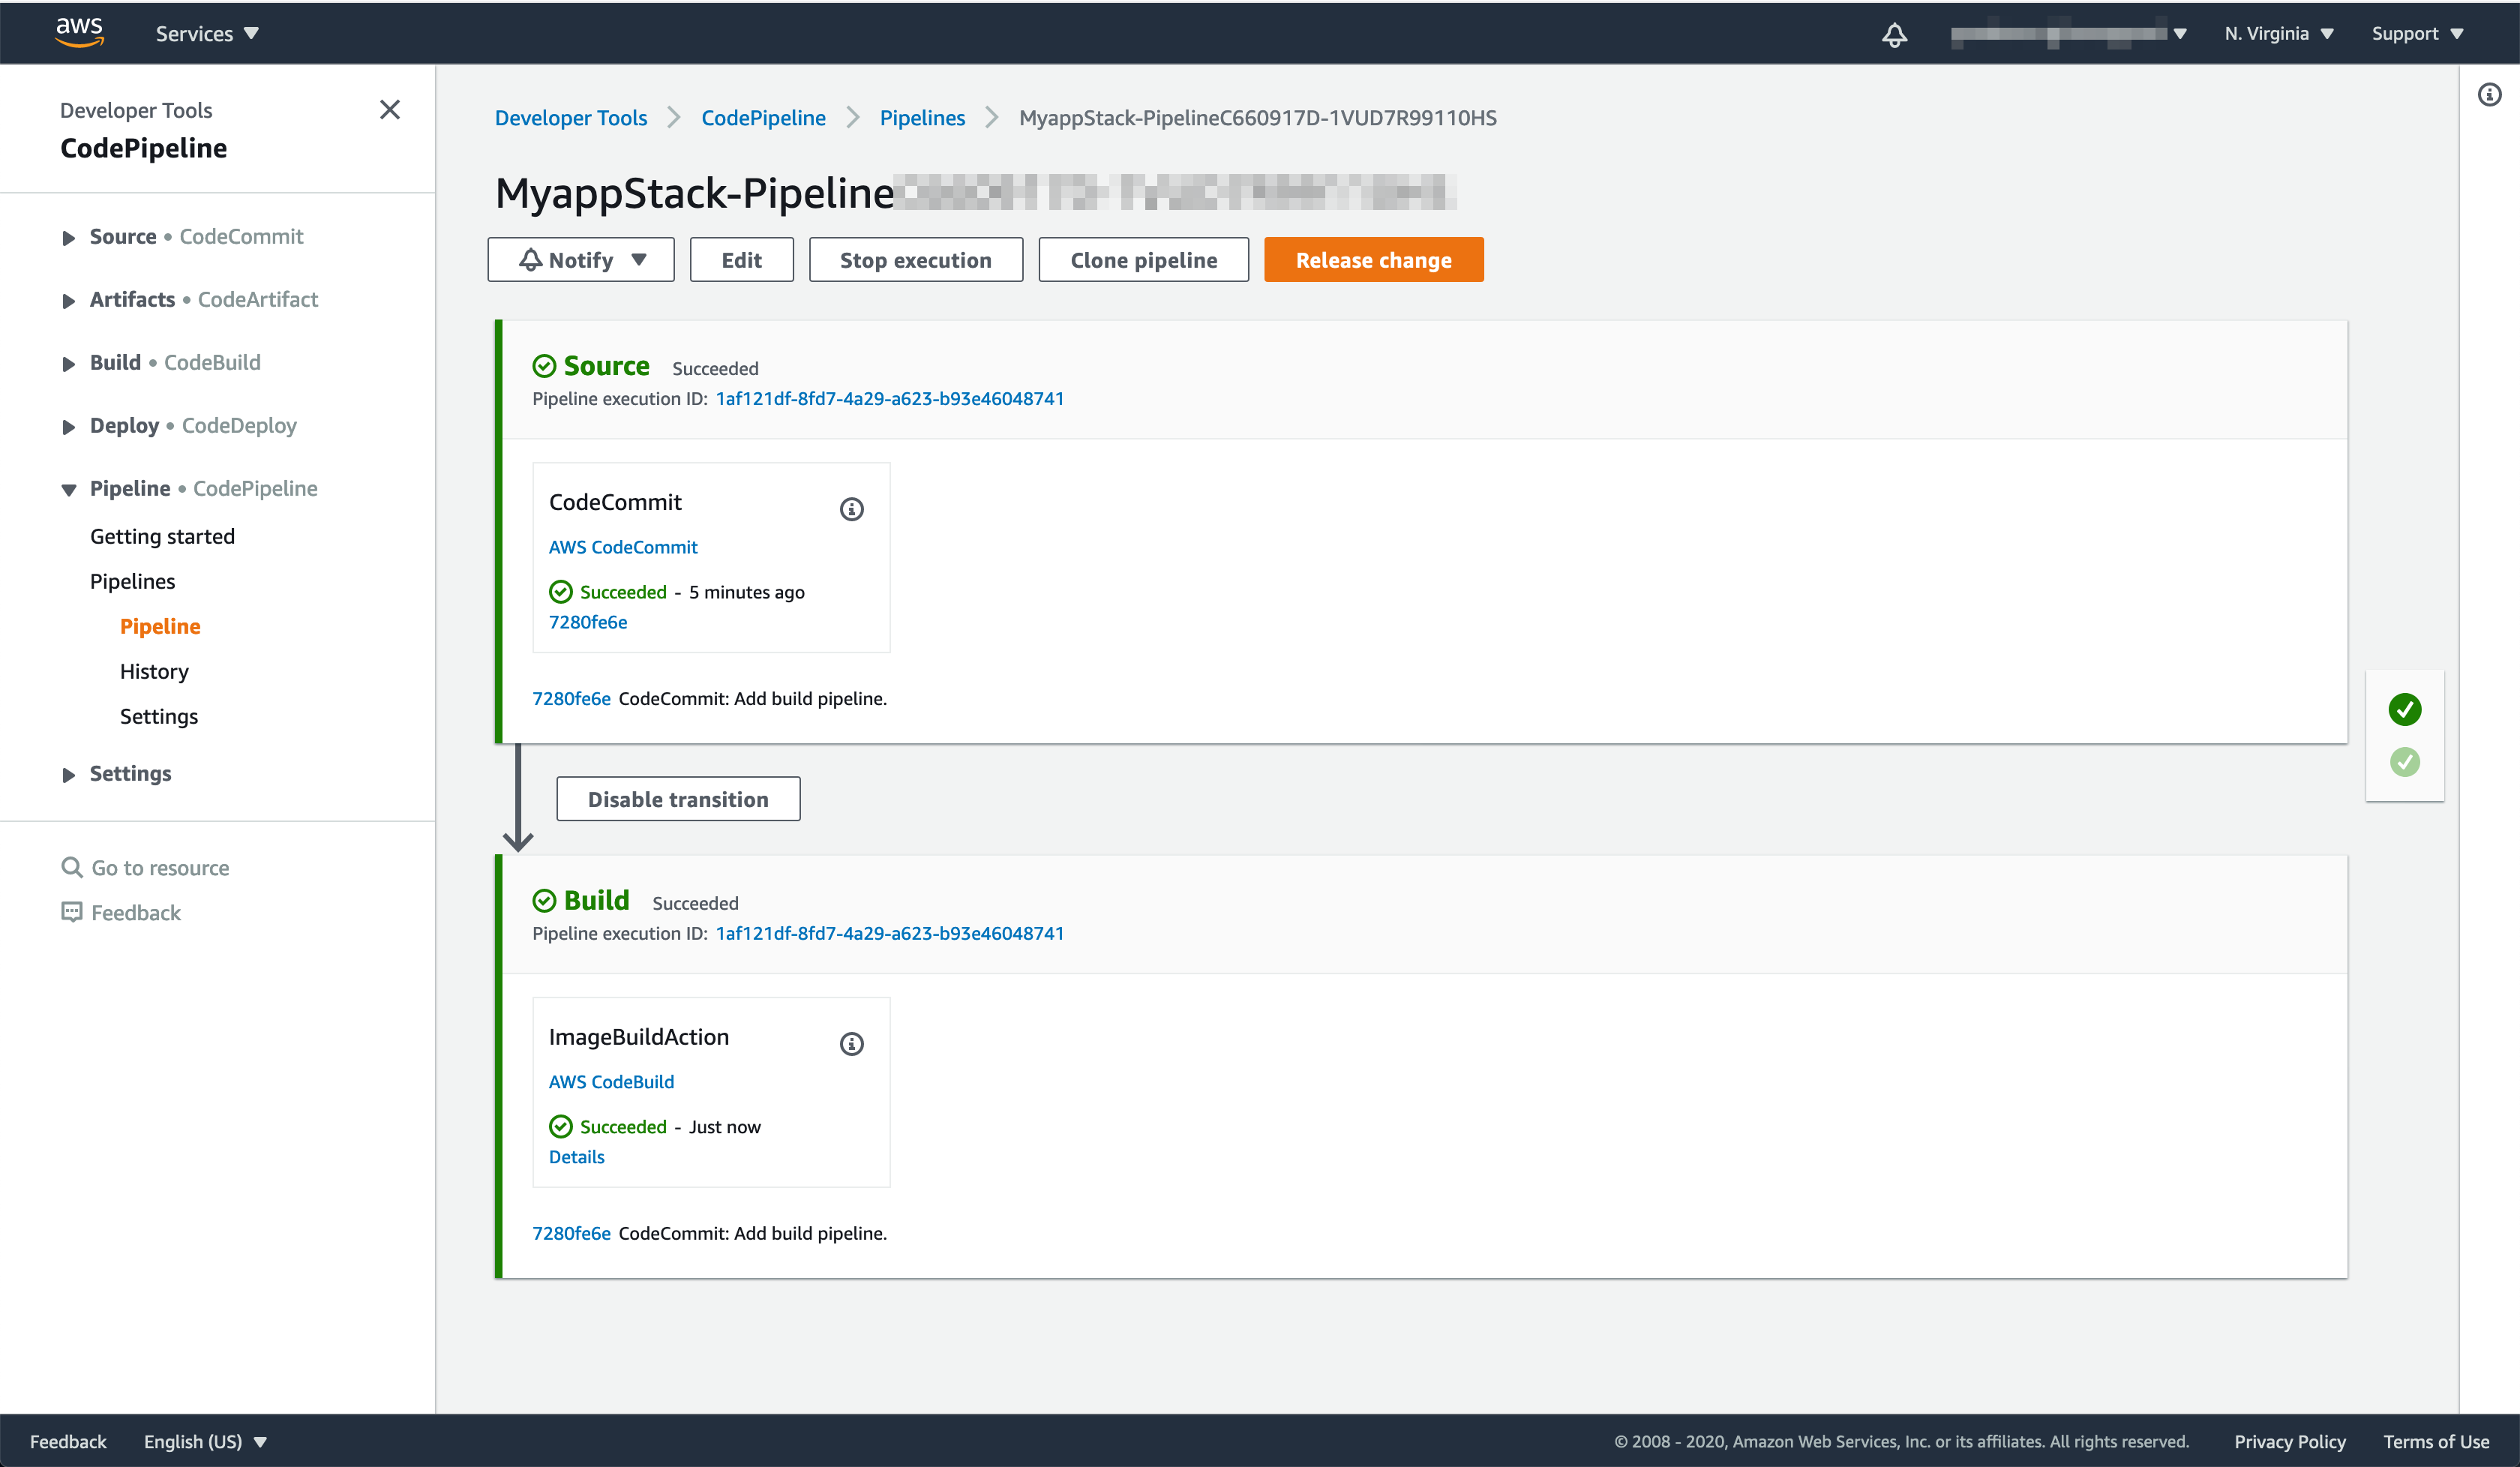 aws Services N. Virginia Support
Developer Tools
CodePipeline
Source • CodeCommit
Artifacts • CodeArtifact
Build • CodeBuild
Deploy • CodeDeploy
Pipeline • CodePipeline
Getting started
Pipelines
Pipeline
History
Settings
Settings
Go to resource
Feedback
Developer Tools CodePipeline Pipelines MyappStack-PipelineC660917D-1VUD7R99110HS
MyappStack-Pipeline
Notify Edit Stop execution Clone pipeline Release change
Source Succeeded
Pipeline execution ID: 1af121df-8fd7-4a29-a623-b93e46048741
CodeCommit
AWS CodeCommit
Succeeded - 5 minutes ago
7280fe6e
7280fe6e CodeCommit: Add build pipeline.
Disable transition
Build Succeeded
Pipeline execution ID: 1af121df-8fd7-4a29-a623-b93e46048741
ImageBuildAction
AWS CodeBuild
Succeeded - Just now
Details
7280fe6e CodeCommit: Add build pipeline.
Feedback English (US) © 2008 - 2020, Amazon Web Services, Inc. or its affiliates. All rights reserved. Privacy Policy Terms of Use